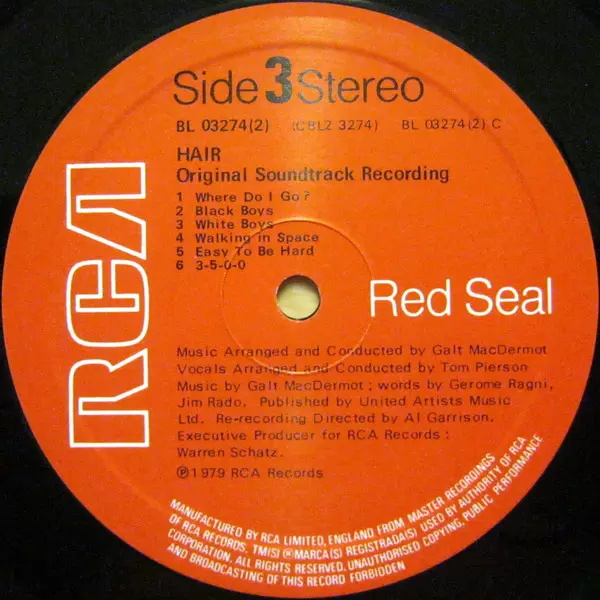 Side 3 Stereo
BL 03274(2) (CBL2 3274) BL 03274(2) C
HAIR
Original Soundtrack Recording
1 Where Do I Go?
2 Black Boys
3 White Boys
4 Walking in Space
5 Easy To Be Hard
6 3-5-0-0
RCA
Red Seal
Music Arranged and Conducted by Galt MacDermot
Vocals Arranged and Conducted by Tom Pierson
Music by Galt MacDermot ; words by Gerome Ragni,
Jim Rado. Published by United Artists Music
Ltd. Re-recording Directed by Al Garrison.
Executive Producer for RCA Records :
Warren Schatz.
℗ 1979 RCA Records
MANUFACTURED BY RCA LIMITED, ENGLAND FROM MASTER RECORDINGS
OF RCA RECORDS. TM(S) ® MARCA(S) REGISTRADA(S) USED BY AUTHORITY OF RCA
CORPORATION. ALL RIGHTS RESERVED. UNAUTHORISED COPYING, PUBLIC PERFORMANCE
AND BROADCASTING OF THIS RECORD FORBIDDEN